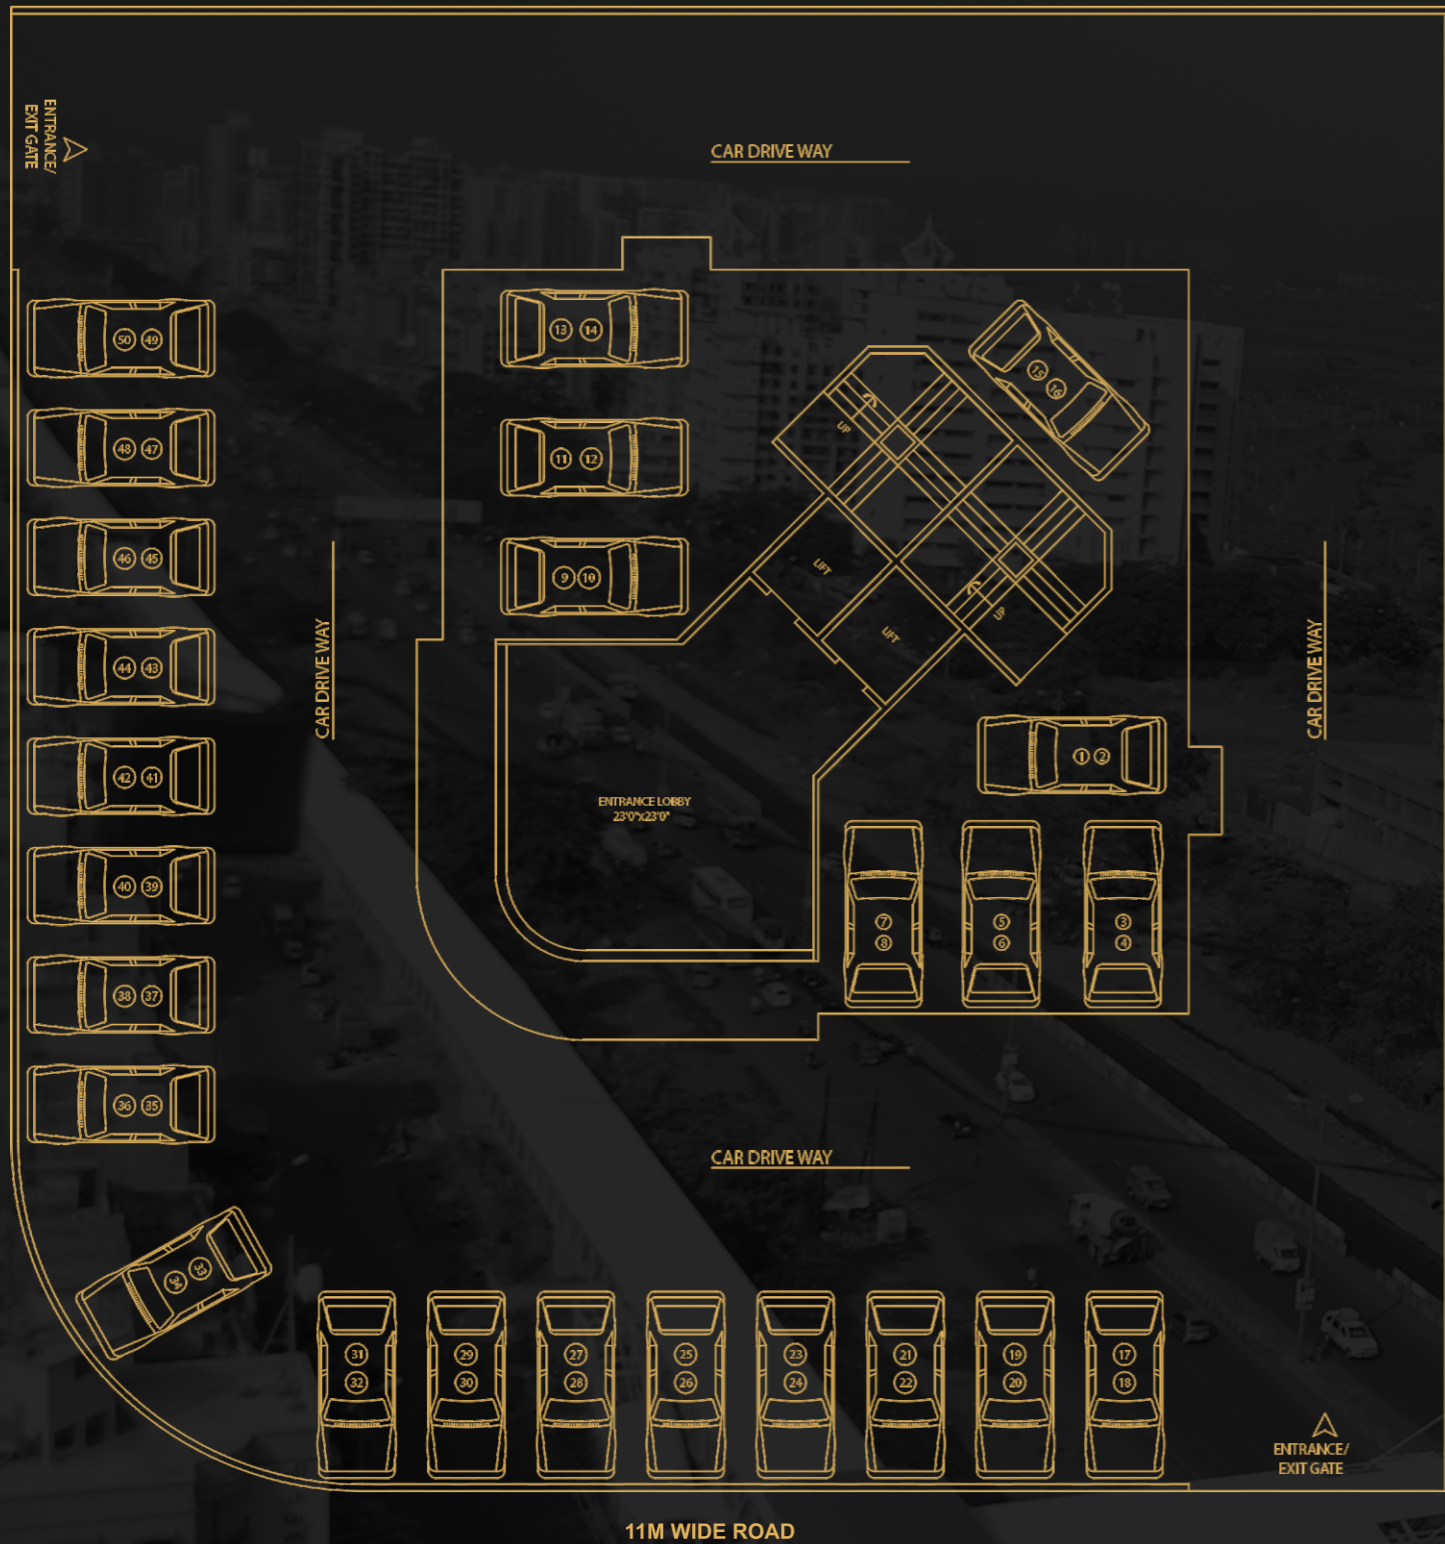 ENTRANCE/
EXIT GATE
CAR DRIVE WAY
50 49
13 14
15 16
UP
48 47
11 12
46 45
9 10
LIFT
UP
LIFT
44 43
CAR DRIVE WAY
CAR DRIVE WAY
42 41
1 2
ENTRANCE LOBBY
23'0"x23'0"
40 39
7
8
5
6
3
4
38 37
36 35
CAR DRIVE WAY
34 33
31
32
29
30
27
28
25
26
23
24
21
22
19
20
17
18
ENTRANCE/
EXIT GATE
11M WIDE ROAD